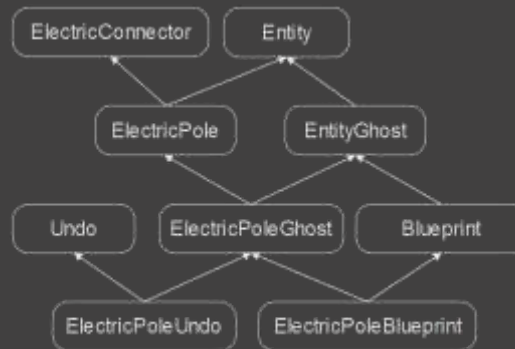 ElectricConnector
Entity
ElectricPole
EntityGhost
Undo
ElectricPoleGhost
Blueprint
ElectricPoleUndo
ElectricPoleBlueprint